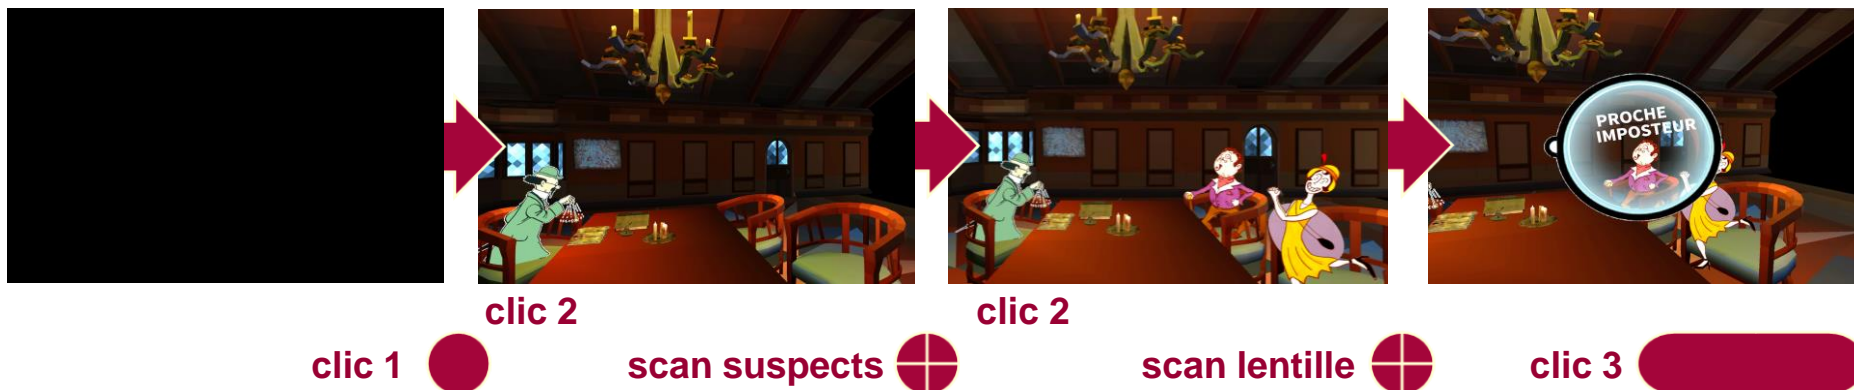 PROCHE
IMPOSTEUR
clic 2
clic 2
clic 1
scan suspects
scan lentille
clic 3